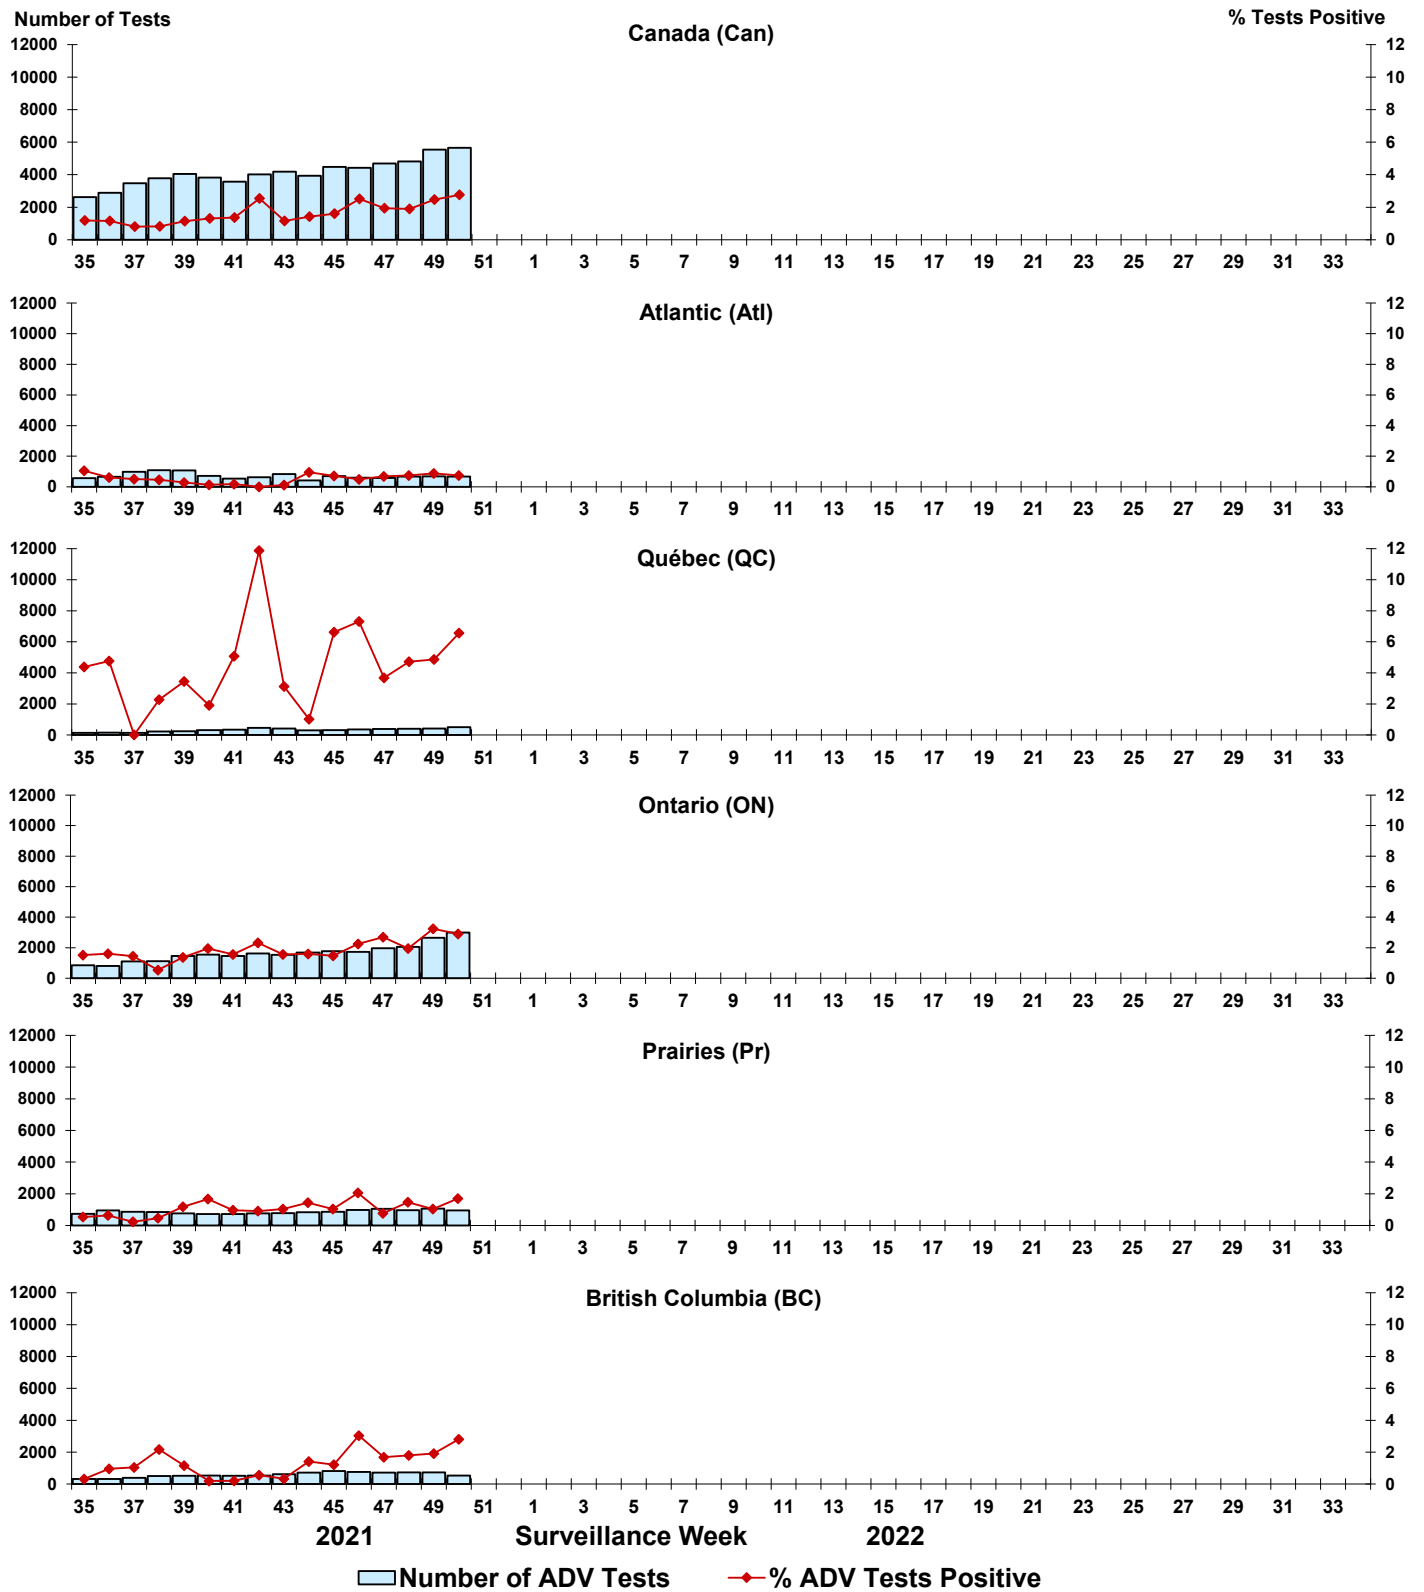 Number of Tests % Tests Positive
Canada (Can)
12000 12
10000 10
8000 8
6000 6
4000 4
2000 2
0 0
35 37 39 41 43 45 47 49 51 1 3 5 7 9 11 13 15 17 19 21 23 25 27 29 31 33
Atlantic (Atl)
12000 12
10000 10
8000 8
6000 6
4000 4
2000 2
0 0
35 37 39 41 43 45 47 49 51 1 3 5 7 9 11 13 15 17 19 21 23 25 27 29 31 33
Québec (QC)
12000 12
10000 10
8000 8
6000 6
4000 4
2000 2
0 0
35 37 39 41 43 45 47 49 51 1 3 5 7 9 11 13 15 17 19 21 23 25 27 29 31 33
Ontario (ON)
12000 12
10000 10
8000 8
6000 6
4000 4
2000 2
0 0
35 37 39 41 43 45 47 49 51 1 3 5 7 9 11 13 15 17 19 21 23 25 27 29 31 33
Prairies (Pr)
12000 12
10000 10
8000 8
6000 6
4000 4
2000 2
0 0
35 37 39 41 43 45 47 49 51 1 3 5 7 9 11 13 15 17 19 21 23 25 27 29 31 33
British Columbia (BC)
12000 12
10000 10
8000 8
6000 6
4000 4
2000 2
0 0
35 37 39 41 43 45 47 49 51 1 3 5 7 9 11 13 15 17 19 21 23 25 27 29 31 33
2021 Surveillance Week 2022
Number of ADV Tests % ADV Tests Positive